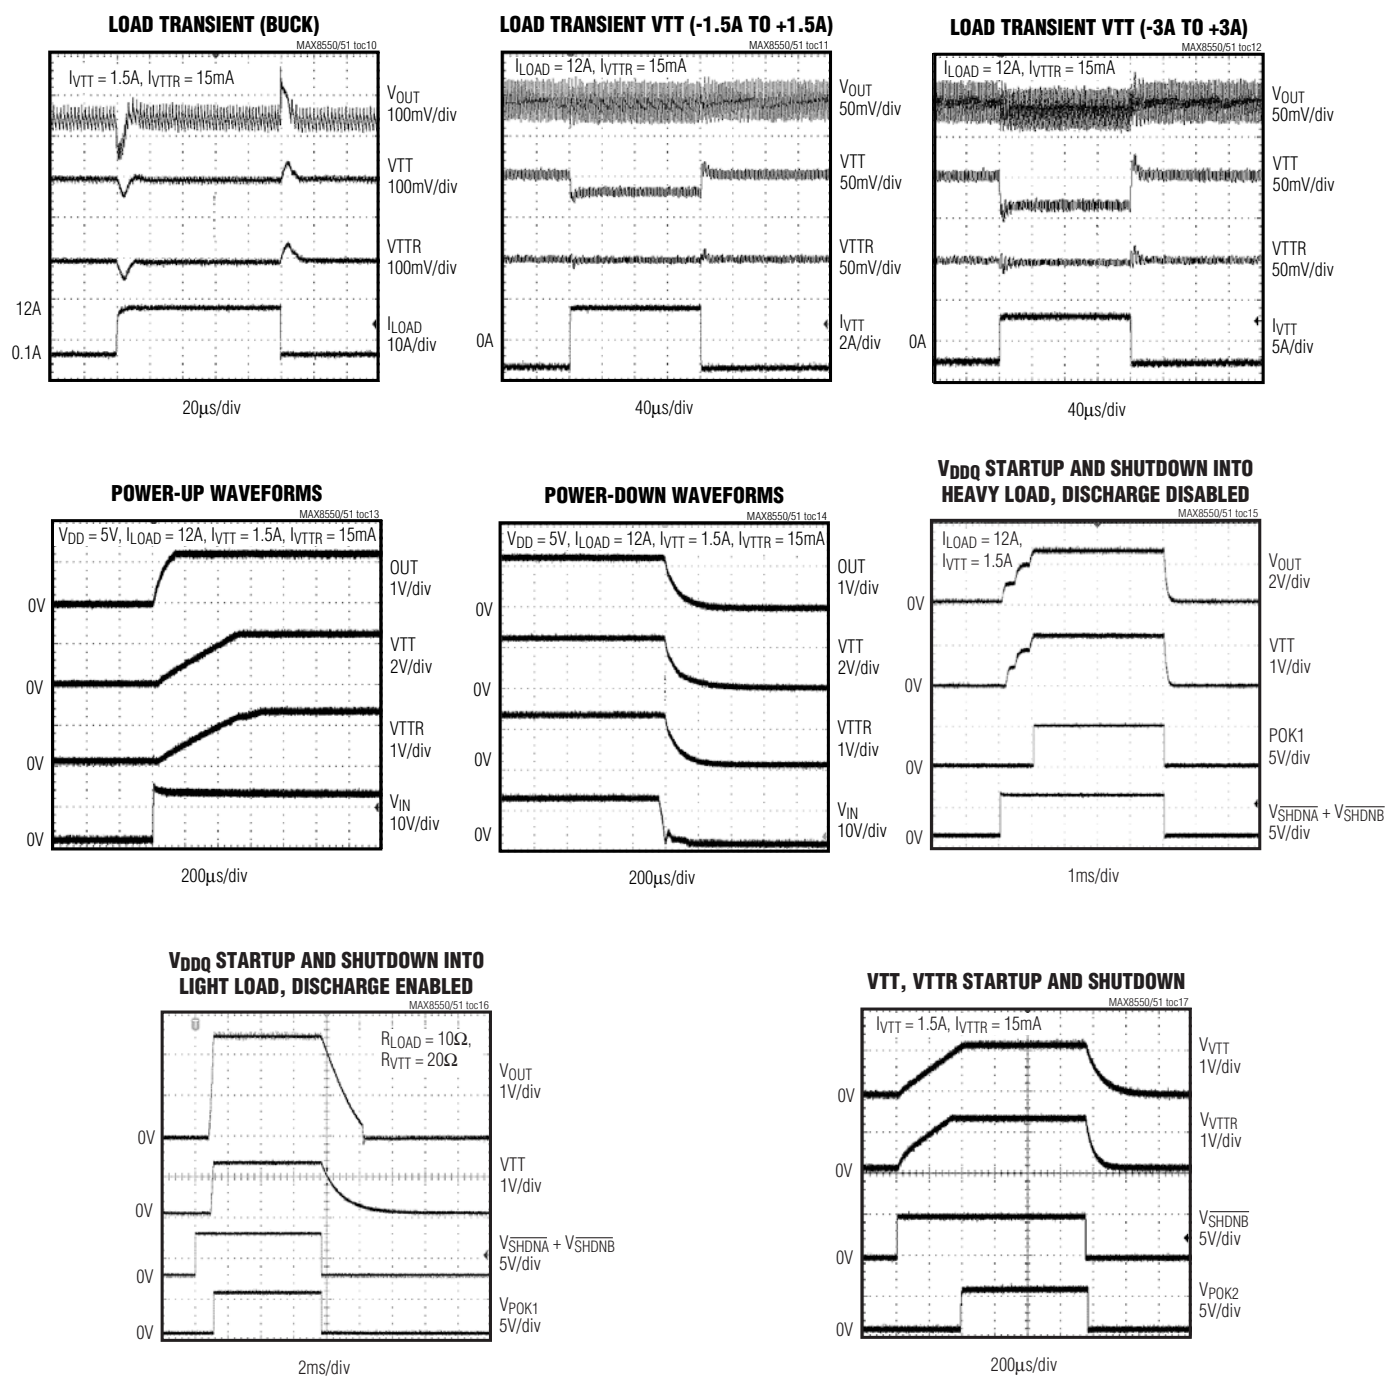 LOAD TRANSIENT (BUCK)
MAX8550/51 toc10
IVTT = 1.5A, IVTTR = 15mA
VOUT
100mV/div
VTT
100mV/div
VTTR
100mV/div
12A
0.1A
ILOAD
10A/div
20µs/div
LOAD TRANSIENT VTT (-1.5A TO +1.5A)
MAX8550/51 toc11
ILOAD = 12A, IVTTR = 15mA
VOUT
50mV/div
VTT
50mV/div
VTTR
50mV/div
0A
IVTT
2A/div
40µs/div
LOAD TRANSIENT VTT (-3A TO +3A)
MAX8550/51 toc12
ILOAD = 12A, IVTTR = 15mA
VOUT
50mV/div
VTT
50mV/div
VTTR
50mV/div
0A
IVTT
5A/div
40µs/div
POWER-UP WAVEFORMS
MAX8550/51 toc13
VDD = 5V, ILOAD = 12A, IVTT = 1.5A, IVTTR = 15mA
OUT
1V/div
0V
VTT
2V/div
0V
VTTR
1V/div
0V
VIN
10V/div
0V
200µs/div
POWER-DOWN WAVEFORMS
MAX8550/51 toc14
VDD = 5V, ILOAD = 12A, IVTT = 1.5A, IVTTR = 15mA
OUT
1V/div
0V
VTT
2V/div
0V
VTTR
1V/div
0V
VIN
10V/div
0V
200µs/div
VDDQ STARTUP AND SHUTDOWN INTO
HEAVY LOAD, DISCHARGE DISABLED
MAX8550/51 toc15
ILOAD = 12A,
IVTT = 1.5A
VOUT
2V/div
0V
VTT
1V/div
0V
POK1
5V/div
0V
VSHDNA + VSHDNB
5V/div
0V
1ms/div
VDDQ STARTUP AND SHUTDOWN INTO
LIGHT LOAD, DISCHARGE ENABLED
MAX8550/51 toc16
RLOAD = 10Ω,
RVTT = 20Ω
VOUT
1V/div
0V
VTT
1V/div
0V
VSHDNA + VSHDNB
5V/div
0V
VPOK1
5V/div
0V
2ms/div
VTT, VTTR STARTUP AND SHUTDOWN
MAX8550/51 toc17
IVTT = 1.5A, IVTTR = 15mA
VVTT
1V/div
0V
VVTTR
1V/div
0V
VSHDNB
5V/div
0V
VPOK2
5V/div
0V
200µs/div